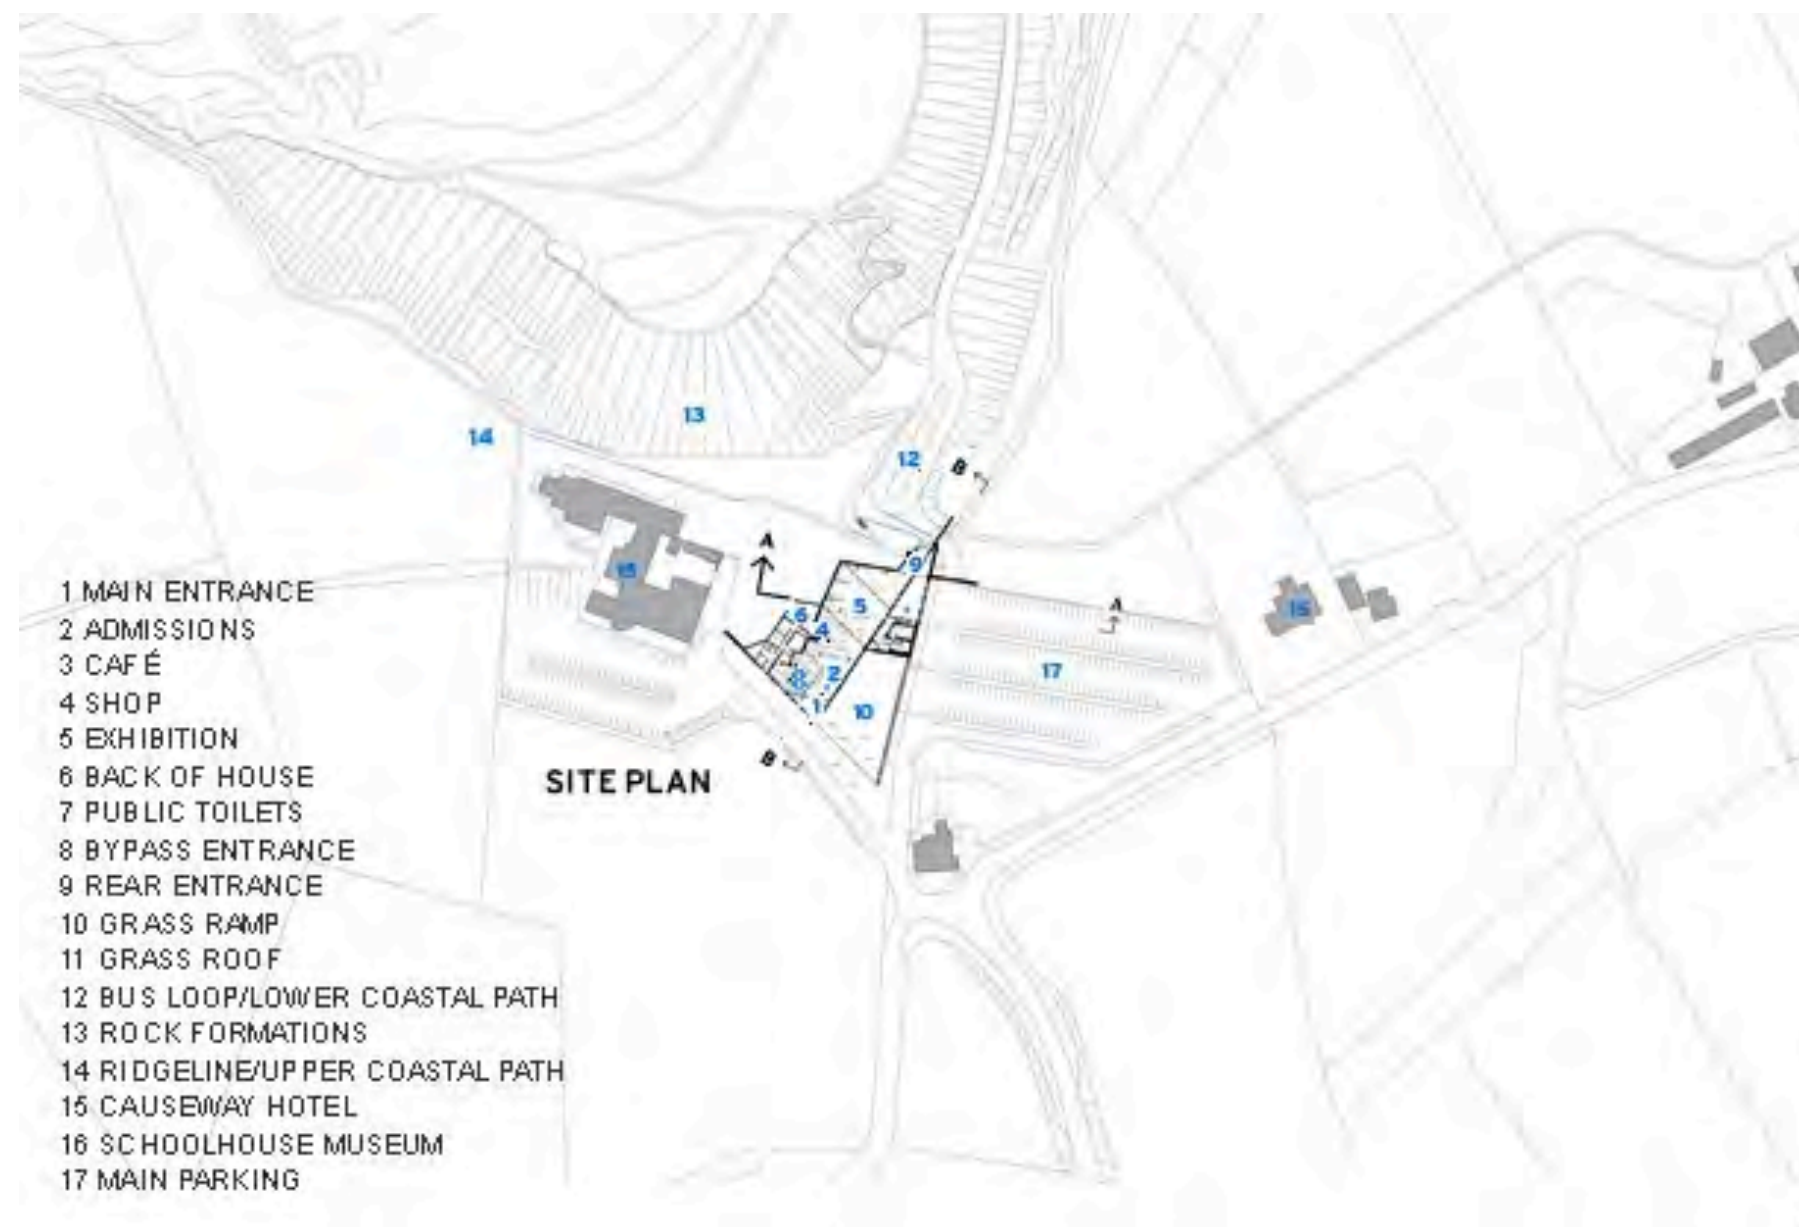 13
14
12
B
A
9
15
5
A
6
16
4
17
2
1
10
B
SITE PLAN
1 MAIN ENTRANCE
2 ADMISSIONS
3 CAFÉ
4 SHOP
5 EXHIBITION
6 BACK OF HOUSE
7 PUBLIC TOILETS
8 BYPASS ENTRANCE
9 REAR ENTRANCE
10 GRASS RAMP
11 GRASS ROOF
12 BUS LOOP/LOWER COASTAL PATH
13 ROCK FORMATIONS
14 RIDGELINE/UPPER COASTAL PATH
15 CAUSEWAY HOTEL
16 SCHOOLHOUSE MUSEUM
17 MAIN PARKING